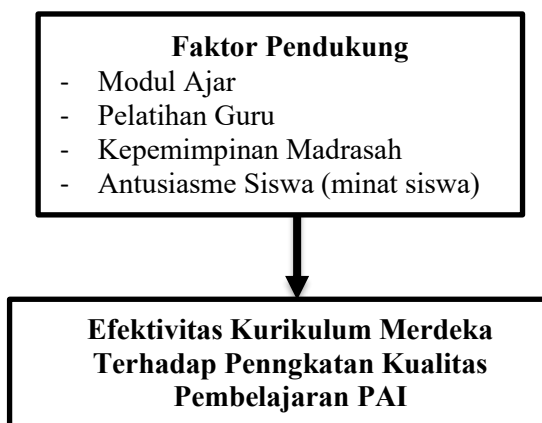 Faktor Pendukung
- Modul Ajar
- Pelatihan Guru
- Kepemimpinan Madrasah
- Antusiasme Siswa (minat siswa)
Efektivitas Kurikulum Merdeka
Terhadap Penngkatan Kualitas
Pembelajaran PAI